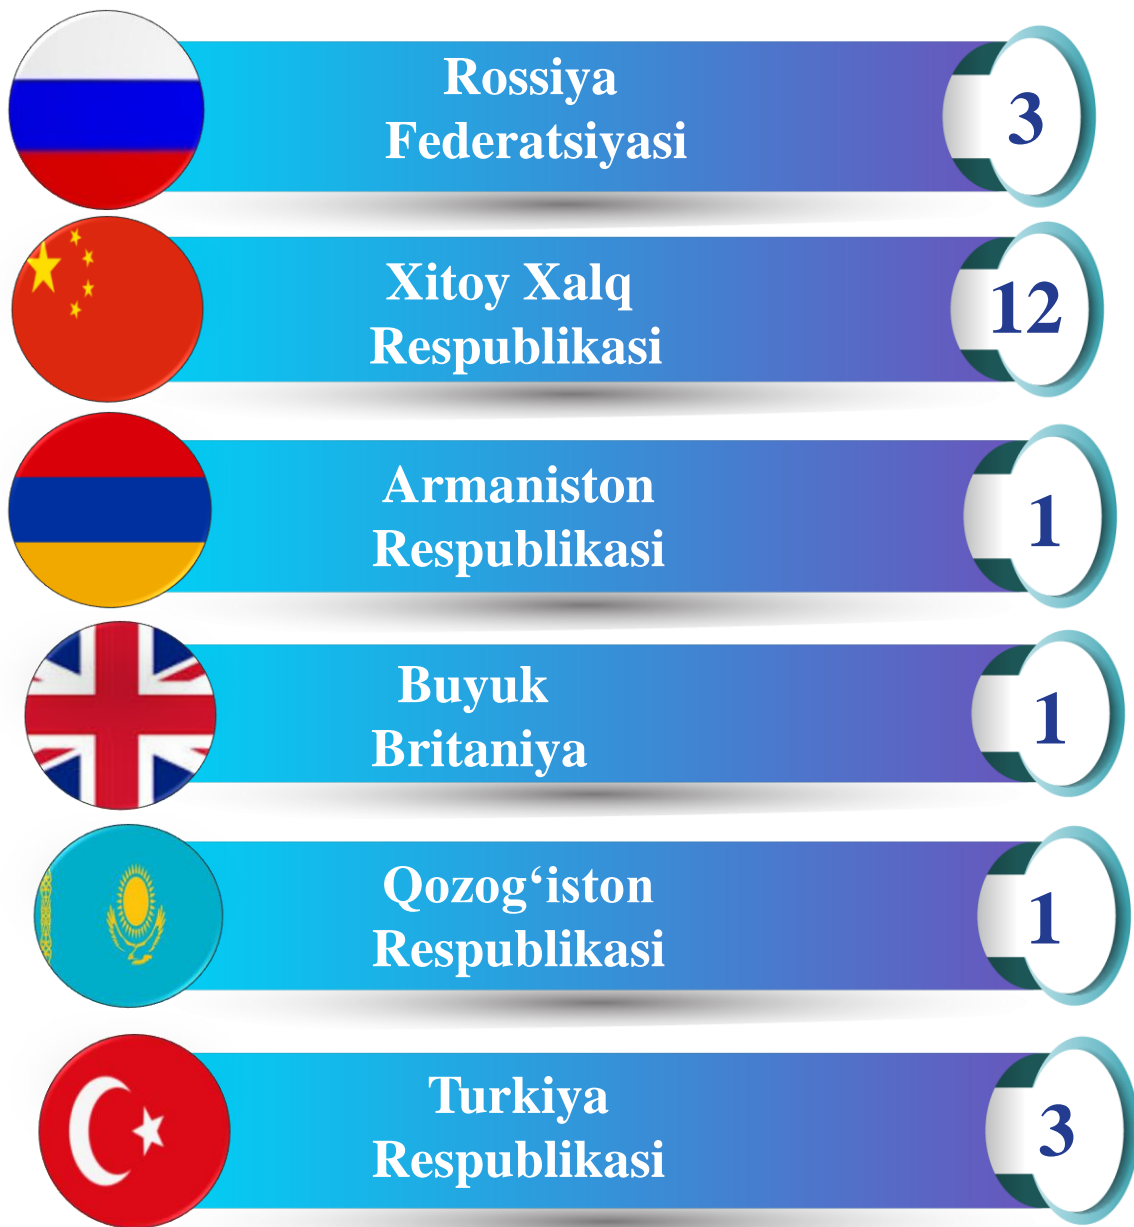 Rossiya
Federatsiyasi
3
Xitoy Xalq
Respublikasi
12
Armaniston
Respublikasi
1
Buyuk
Britaniya
1
Qozog‘iston
Respublikasi
1
Turkiya
Respublikasi
3